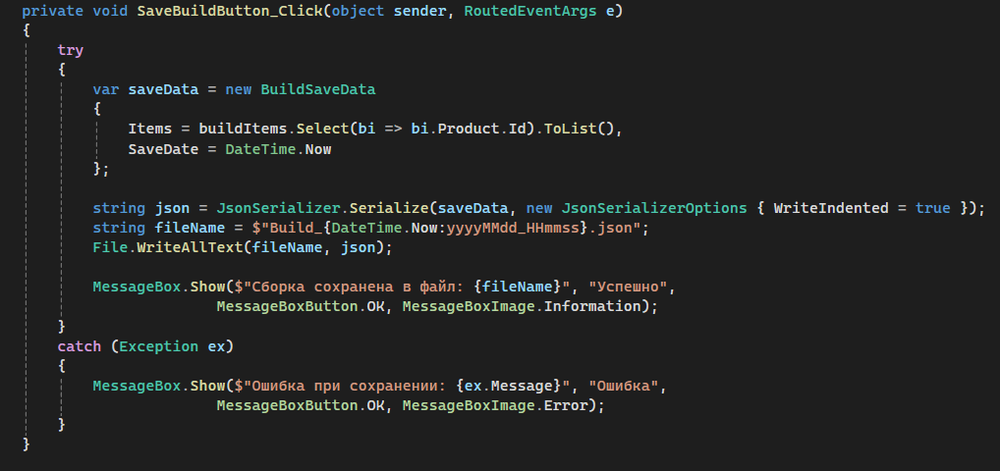 private void SaveBuildButton_Click(object sender, RoutedEventArgs e)
{
    try
    {
        var saveData = new BuildSaveData
        {
            Items = buildItems.Select(bi => bi.Product.Id).ToList(),
            SaveDate = DateTime.Now
        };

        string json = JsonSerializer.Serialize(saveData, new JsonSerializerOptions { WriteIndented = true });
        string fileName = $"Build_{DateTime.Now:yyyyMMdd_HHmmss}.json";
        File.WriteAllText(fileName, json);

        MessageBox.Show($"Сборка сохранена в файл: {fileName}", "Успешно",
                      MessageBoxButton.OK, MessageBoxImage.Information);
    }
    catch (Exception ex)
    {
        MessageBox.Show($"Ошибка при сохранении: {ex.Message}", "Ошибка",
                      MessageBoxButton.OK, MessageBoxImage.Error);
    }
}